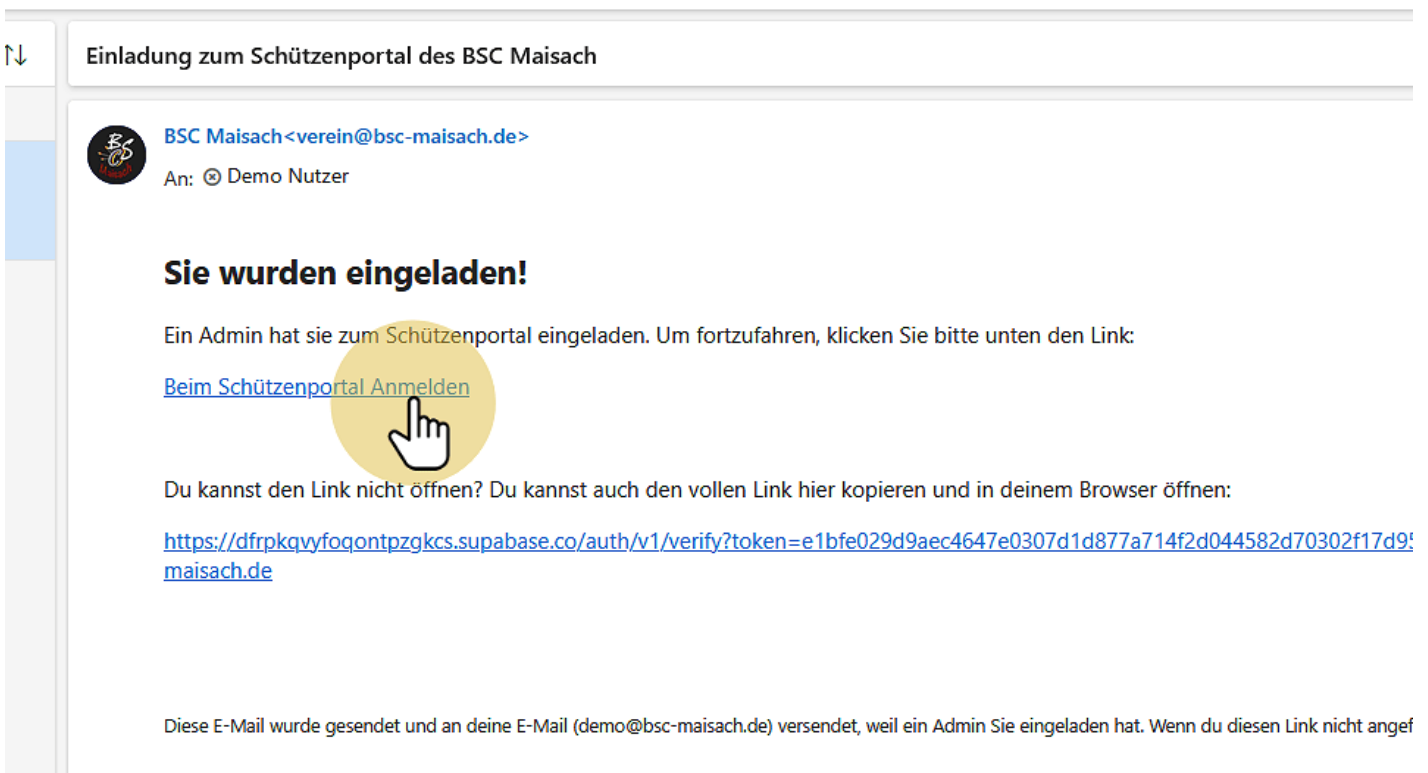 Einladung zum Schützenportal des BSC Maisach
BSC Maisach<verein@bsc-maisach.de>
An: Demo Nutzer
Sie wurden eingeladen!
Ein Admin hat sie zum Schützenportal eingeladen. Um fortzufahren, klicken Sie bitte unten den Link:
Beim Schützenportal Anmelden
Du kannst den Link nicht öffnen? Du kannst auch den vollen Link hier kopieren und in deinem Browser öffnen:
https://dfrpkqvyfoqontpzgkcs.supabase.co/auth/v1/verify?token=e1bfe029d9aec4647e0307d1d877a714f2d044582d70302f17d95
maisach.de
Diese E-Mail wurde gesendet und an deine E-Mail (demo@bsc-maisach.de) versendet, weil ein Admin Sie eingeladen hat. Wenn du diesen Link nicht angef